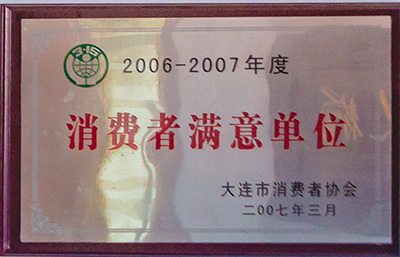 2006-2007年度
消费者满意单位
大连市消费者协会
二00七年三月